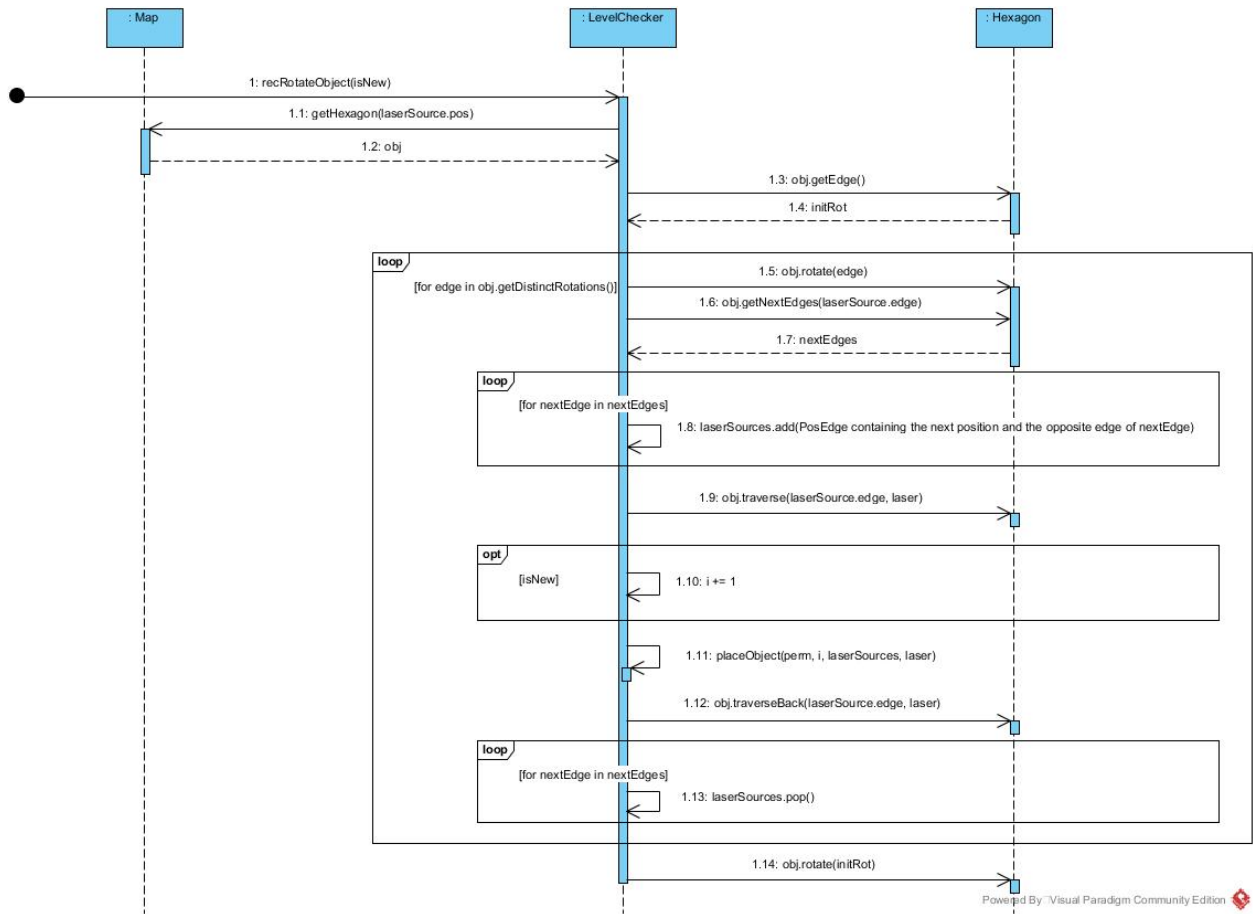 : Map
: LevelChecker
: Hexagon
1: recRotateObject(isNew)
1.1: getHexagon(laserSource.pos)
1.2: obj
1.3: obj.getEdge()
1.4: initRot
loop
[for edge in obj.getDistinctRotations()]
1.5: obj.rotate(edge)
1.6: obj.getNextEdges(laserSource.edge)
1.7: nextEdges
loop
[for nextEdge in nextEdges]
1.8: laserSources.add(PosEdge containing the next position and the opposite edge of nextEdge)
1.9: obj.traverse(laserSource.edge, laser)
opt
[isNew]
1.10: i += 1
1.11: placeObject(perm, i, laserSources, laser)
1.12: obj.traverseBack(laserSource.edge, laser)
loop
[for nextEdge in nextEdges]
1.13: laserSources.pop()
1.14: obj.rotate(initRot)
Powered By Visual Paradigm Community Edition